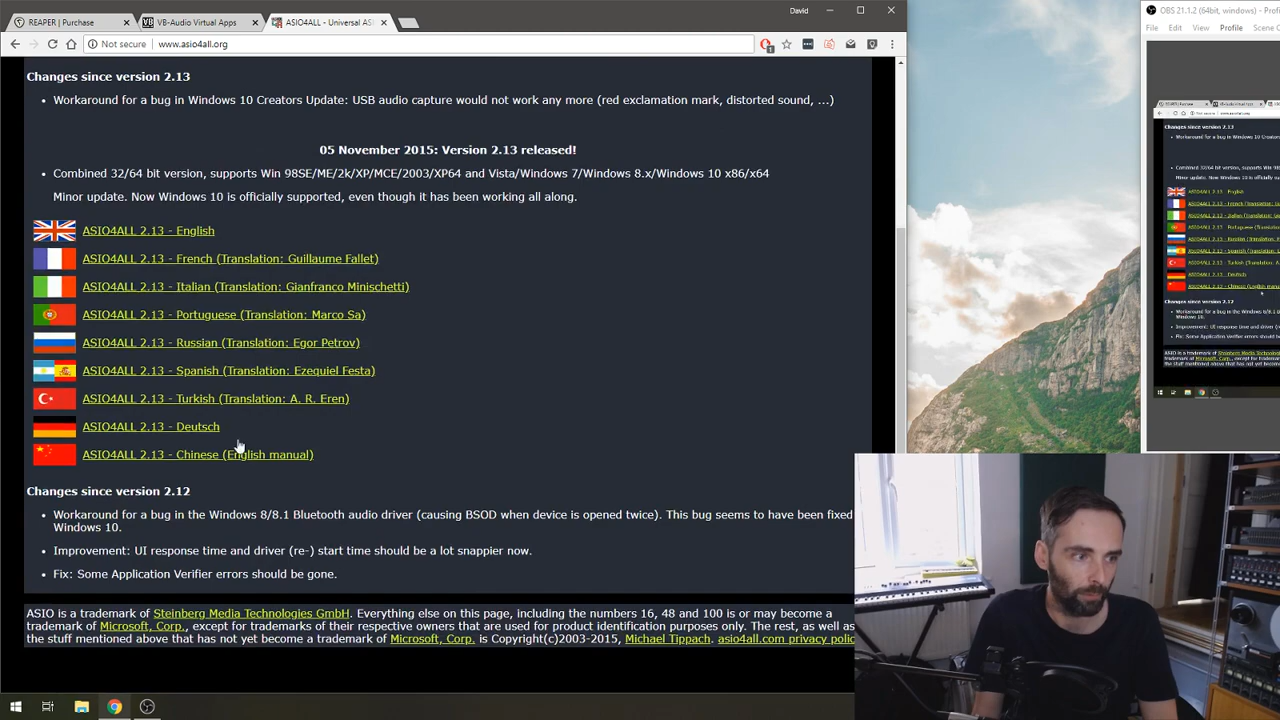 REAPER | Purchase
VB-Audio Virtual Apps
ASIO4ALL - Universal ASI
David
OBS 21.1.2 (64bit, windows) - Profi
Not secure | www.asio4all.org
File Edit View Profile Scene C
Changes since version 2.13
Workaround for a bug in Windows 10 Creators Update: USB audio capture would not work any more (red exclamation mark, distorted sound, ...)
05 November 2015: Version 2.13 released!
Combined 32/64 bit version, supports Win 98SE/ME/2k/XP/MCE/2003/XP64 and Vista/Windows 7/Windows 8.x/Windows 10 x86/x64
Minor update. Now Windows 10 is officially supported, even though it has been working all along.
ASIO4ALL 2.13 - English
ASIO4ALL 2.13 - French (Translation: Guillaume Fallet)
ASIO4ALL 2.13 - Italian (Translation: Gianfranco Minischetti)
ASIO4ALL 2.13 - Portuguese (Translation: Marco Sa)
ASIO4ALL 2.13 - Russian (Translation: Egor Petrov)
ASIO4ALL 2.13 - Spanish (Translation: Ezequiel Festa)
ASIO4ALL 2.13 - Turkish (Translation: A. R. Eren)
ASIO4ALL 2.13 - Deutsch
ASIO4ALL 2.13 - Chinese (English manual)
Changes since version 2.12
Workaround for a bug in the Windows 8/8.1 Bluetooth audio driver (causing BSOD when device is opened twice). This bug seems to have been fixed
Windows 10.
Improvement: UI response time and driver (re-) start time should be a lot snappier now.
Fix: Some Application Verifier errors should be gone.
ASIO is a trademark of Steinberg Media Technologies GmbH. Everything else on this page, including the numbers 16, 48 and 100 is or may become a
trademark of Microsoft, Corp., except for trademarks of their respective owners that are used for product identification purposes only. The rest, as well as
the stuff mentioned above that has not yet become a trademark of Microsoft, Corp. is Copyright(c)2003-2015, Michael Tippach. asio4all.com privacy polic